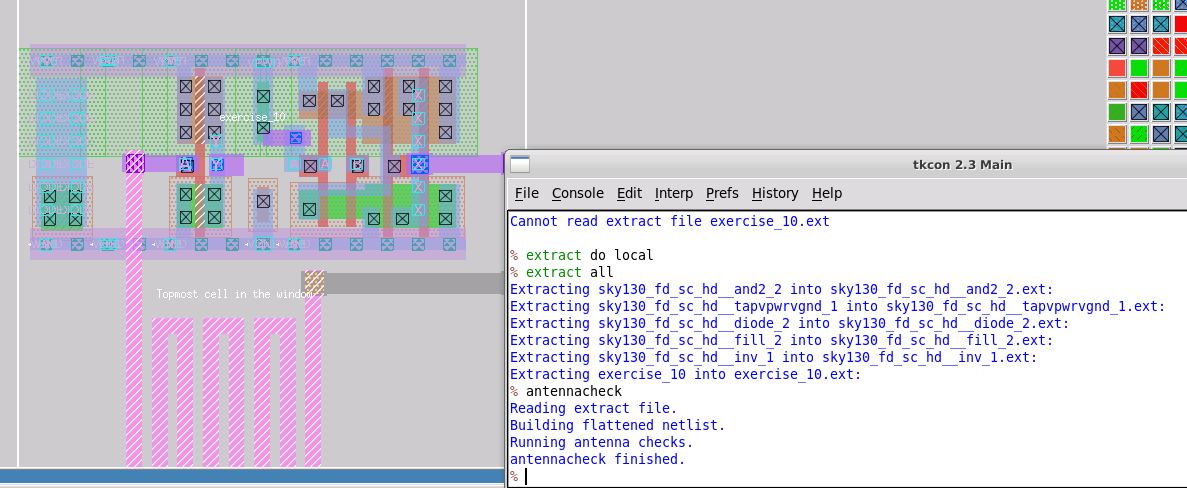 exercise_10
A
Y
A
B
X
Topmost cell in the window
tkcon 2.3 Main
File Console Edit Interp Prefs History Help
Cannot read extract file exercise_10.ext
% extract do local
% extract all
Extracting sky130_fd_sc_hd__and2_2 into sky130_fd_sc_hd__and2_2.ext:
Extracting sky130_fd_sc_hd__tapvpwrvgnd_1 into sky130_fd_sc_hd__tapvpwrvgnd_1.ext:
Extracting sky130_fd_sc_hd__diode_2 into sky130_fd_sc_hd__diode_2.ext:
Extracting sky130_fd_sc_hd__fill_2 into sky130_fd_sc_hd__fill_2.ext:
Extracting sky130_fd_sc_hd__inv_1 into sky130_fd_sc_hd__inv_1.ext:
Extracting exercise_10 into exercise_10.ext:
% antennacheck
Reading extract file.
Building flattened netlist.
Running antenna checks.
antennacheck finished.
%